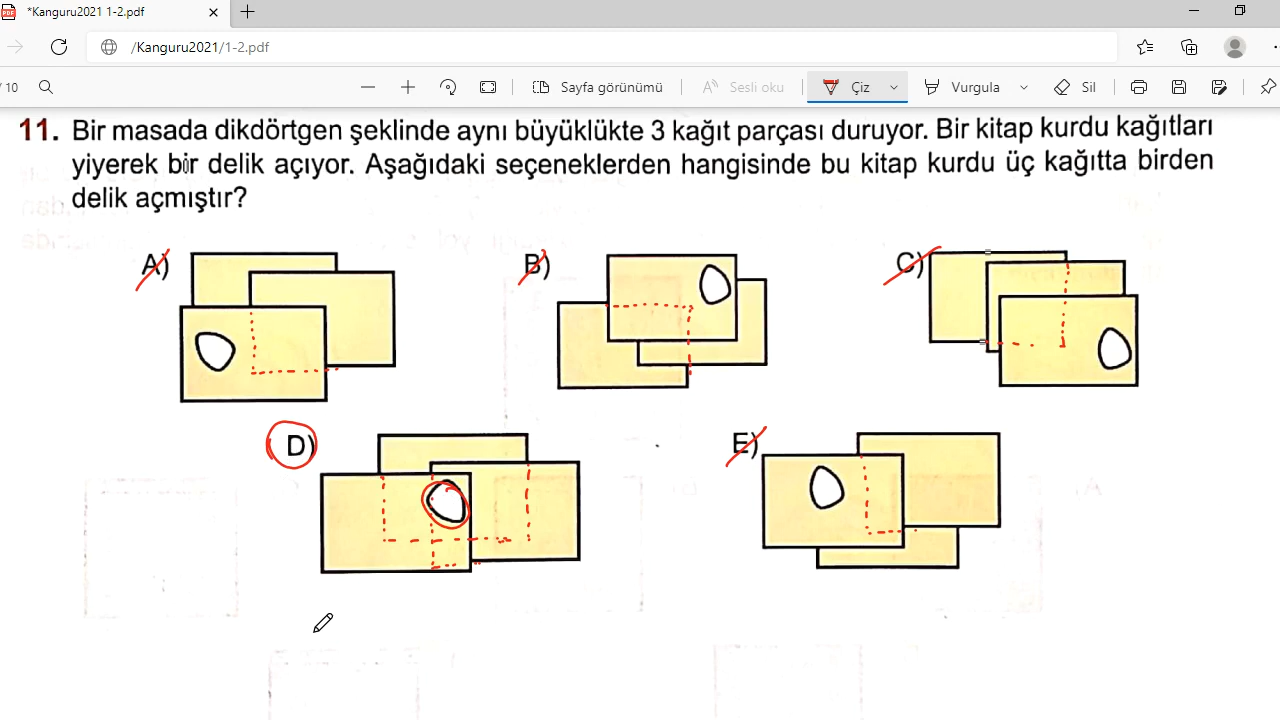 PDF
*Kanguru2021 1-2.pdf
/Kanguru2021/1-2.pdf
/ 10
Sayfa görünümü
A
Sesli oku
Çiz
Vurgula
Sil
11. Bir masada dikdörtgen şeklinde aynı büyüklükte 3 kağıt parçası duruyor. Bir kitap kurdu kağıtları
yiyerek bir delik açıyor. Aşağıdaki seçeneklerden hangisinde bu kitap kurdu üç kağıtta birden
delik açmıştır?
A)
B)
C)
D)
E)